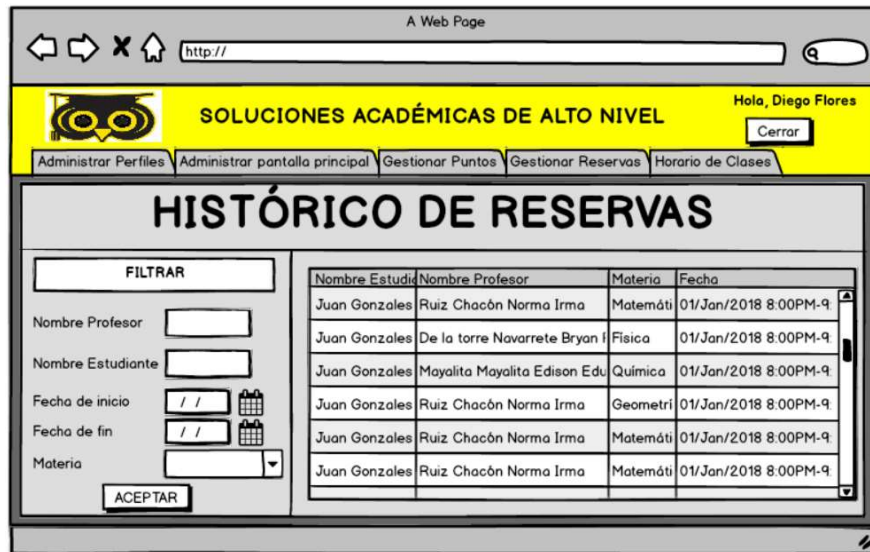 A Web Page
http://
SOLUCIONES ACADÉMICAS DE ALTO NIVEL
Hola, Diego Flores
Cerrar
Administrar Perfiles Administrar pantalla principal Gestionar Puntos Gestionar Reservas Horario de Clases
HISTÓRICO DE RESERVAS
FILTRAR
Nombre Profesor
Nombre Estudiante
Fecha de inicio / /
Fecha de fin / /
Materia
ACEPTAR
Nombre Estudia Nombre Profesor Materia Fecha
Juan Gonzales Ruiz Chacón Norma Irma Matemáti 01/Jan/2018 8:00PM-9:
Juan Gonzales De la torre Navarrete Bryan Física 01/Jan/2018 8:00PM-9:
Juan Gonzales Mayalita Mayalita Edison Edu Química 01/Jan/2018 8:00PM-9:
Juan Gonzales Ruiz Chacón Norma Irma Geometrí 01/Jan/2018 8:00PM-9:
Juan Gonzales Ruiz Chacón Norma Irma Matemáti 01/Jan/2018 8:00PM-9:
Juan Gonzales Ruiz Chacón Norma Irma Matemáti 01/Jan/2018 8:00PM-9: